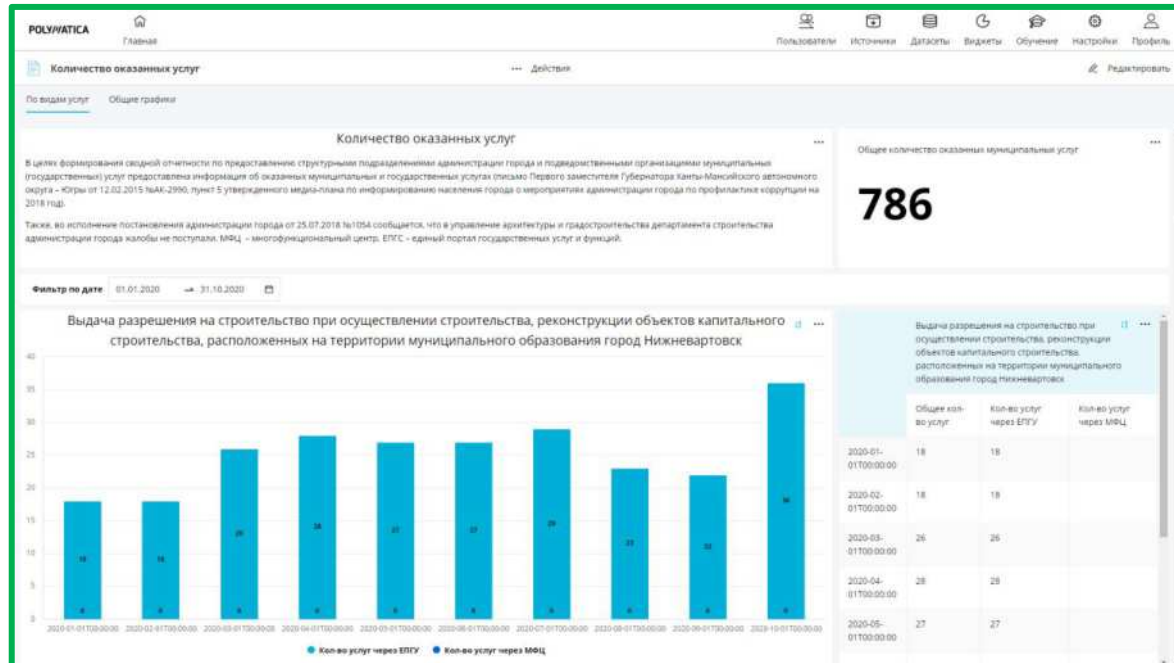 POLYMATICA
Главная
Пользователи
Источники
Датасеты
Виджеты
Обучение
Настройки
Профиль
Количество оказанных услуг
Действия
Редактировать
По видам услуг
Общие графики
Количество оказанных услуг
В целях формирования сводной отчетности по предоставлению структурными подразделениями администрации города и подведомственными организациями муниципальных
(государственных) услуг предоставлена информация об оказанных муниципальных и государственных услугах (письмо Первого заместителя Губернатора Ханты-Мансийского автономного
округа – Югры от 12.02.2015 №АК-2990, пункт 5 утвержденного медиа-плана по информированию населения города о мероприятиях администрации города по профилактике коррупции на
2018 год).
Также, во исполнение постановления администрации города от 25.07.2018 №1054 сообщается, что в управление архитектуры и градостроительства департамента строительства
администрации города жалобы не поступали. МФЦ – многофункциональный центр. ЕПГС – единый портал государственных услуг и функций.
Общее количество оказанных муниципальных услуг
786
Фильтр по дате
01.01.2020
31.10.2020
Выдача разрешения на строительство при осуществлении строительства, реконструкции объектов капитального
строительства, расположенных на территории муниципального образования город Нижневартовск
40
35
30
25
20
15
10
5
0
18
18
26
28
27
27
29
23
22
36
0
0
0
0
0
0
0
0
0
0
2020-01-01T00:00:00
2020-02-01T00:00:00
2020-03-01T00:00:00
2020-04-01T00:00:00
2020-05-01T00:00:00
2020-06-01T00:00:00
2020-07-01T00:00:00
2020-08-01T00:00:00
2020-09-01T00:00:00
2020-10-01T00:00:00
Кол-во услуг через ЕПГУ
Кол-во услуг через МФЦ
Выдача разрешения на строительство при
осуществлении строительства, реконструкции
объектов капитального строительства,
расположенных на территории муниципального
образования город Нижневартовск
Общее кол-
во услуг
Кол-во услуг
через ЕПГУ
Кол-во услуг
через МФЦ
2020-01-
01T00:00:00
18
18
2020-02-
01T00:00:00
18
18
2020-03-
01T00:00:00
26
26
2020-04-
01T00:00:00
28
28
2020-05-
01T00:00:00
27
27